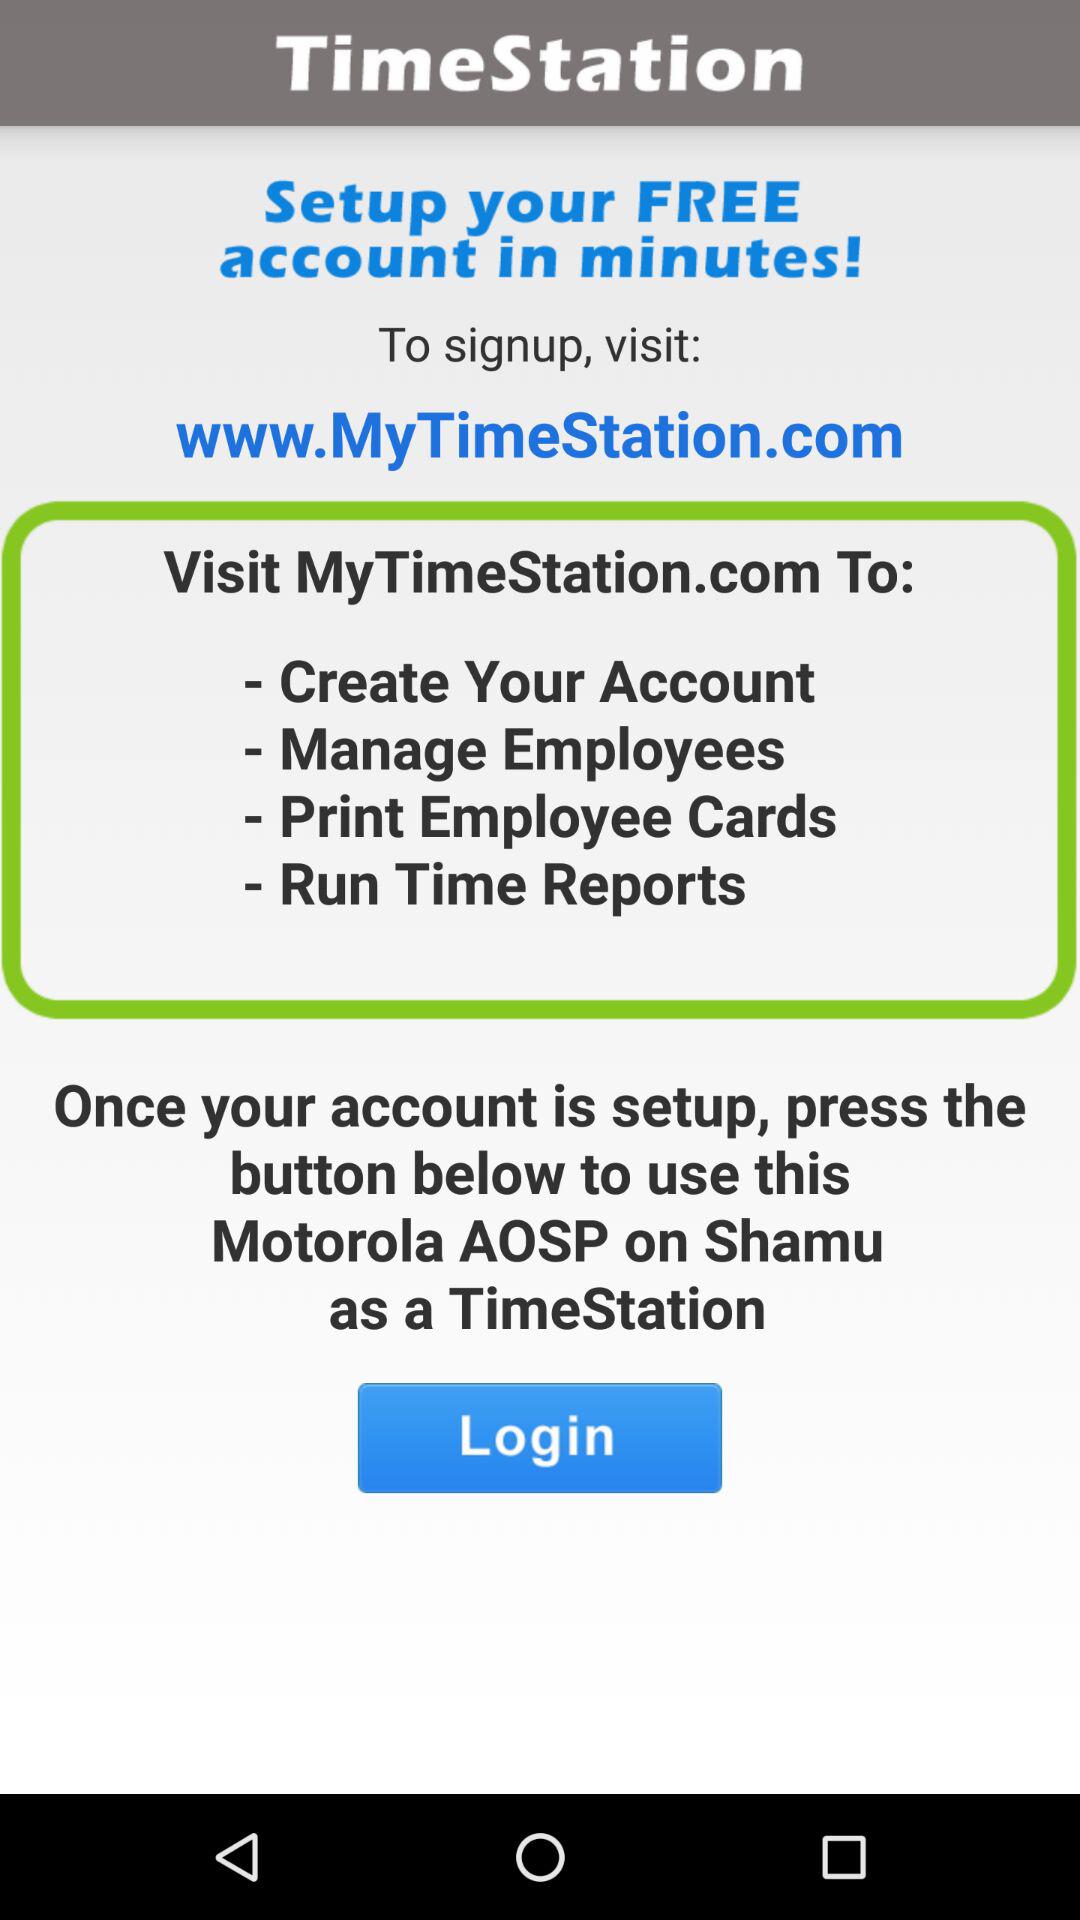 TimeStation
Setup your FREE
account in minutes!
To signup, visit:
www.MyTimeStation.com
Visit MyTimeStation.com To:
- Create Your Account
- Manage Employees
- Print Employee Cards
- Run Time Reports
Once your account is setup, press the
button below to use this
Motorola AOSP on Shamu
as a TimeStation
Login